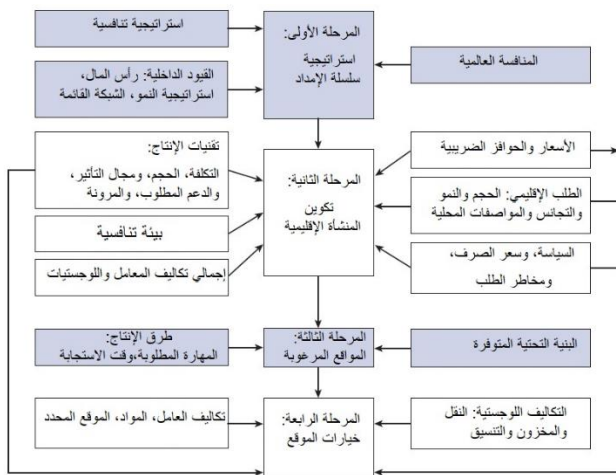 المرحلة الأولى:
استراتيجية
سلسلة الإمداد
استراتيجية تنافسية
القيود الداخلية: رأس المال،
استراتيجية النمو، الشبكة القائمة
المنافسة العالمية
المرحلة الثانية:
تكوين
المنشأة الإقليمية
الأسعار والحوافز الضريبية
الطلب الإقليمي: الحجم والنمو
والتجانس والمواصفات المحلية
السياسة، وسعر الصرف،
ومخاطر الطلب
تقنيات الإنتاج:
التكلفة، الحجم، ومجال التأثير،
والدعم المطلوب، والمرونة
بيئة تنافسية
إجمالي تكاليف المعامل واللوجستيات
المرحلة الثالثة:
المواقع المرغوبة
البنية التحتية المتوفرة
طرق الإنتاج:
المهارة المطلوبة،وقت الاستجابة
المرحلة الرابعة:
خيارات الموقع
التكاليف اللوجستية: النقل
والمخزون والتنسيق
تكاليف العامل، المواد، الموقع المحدد